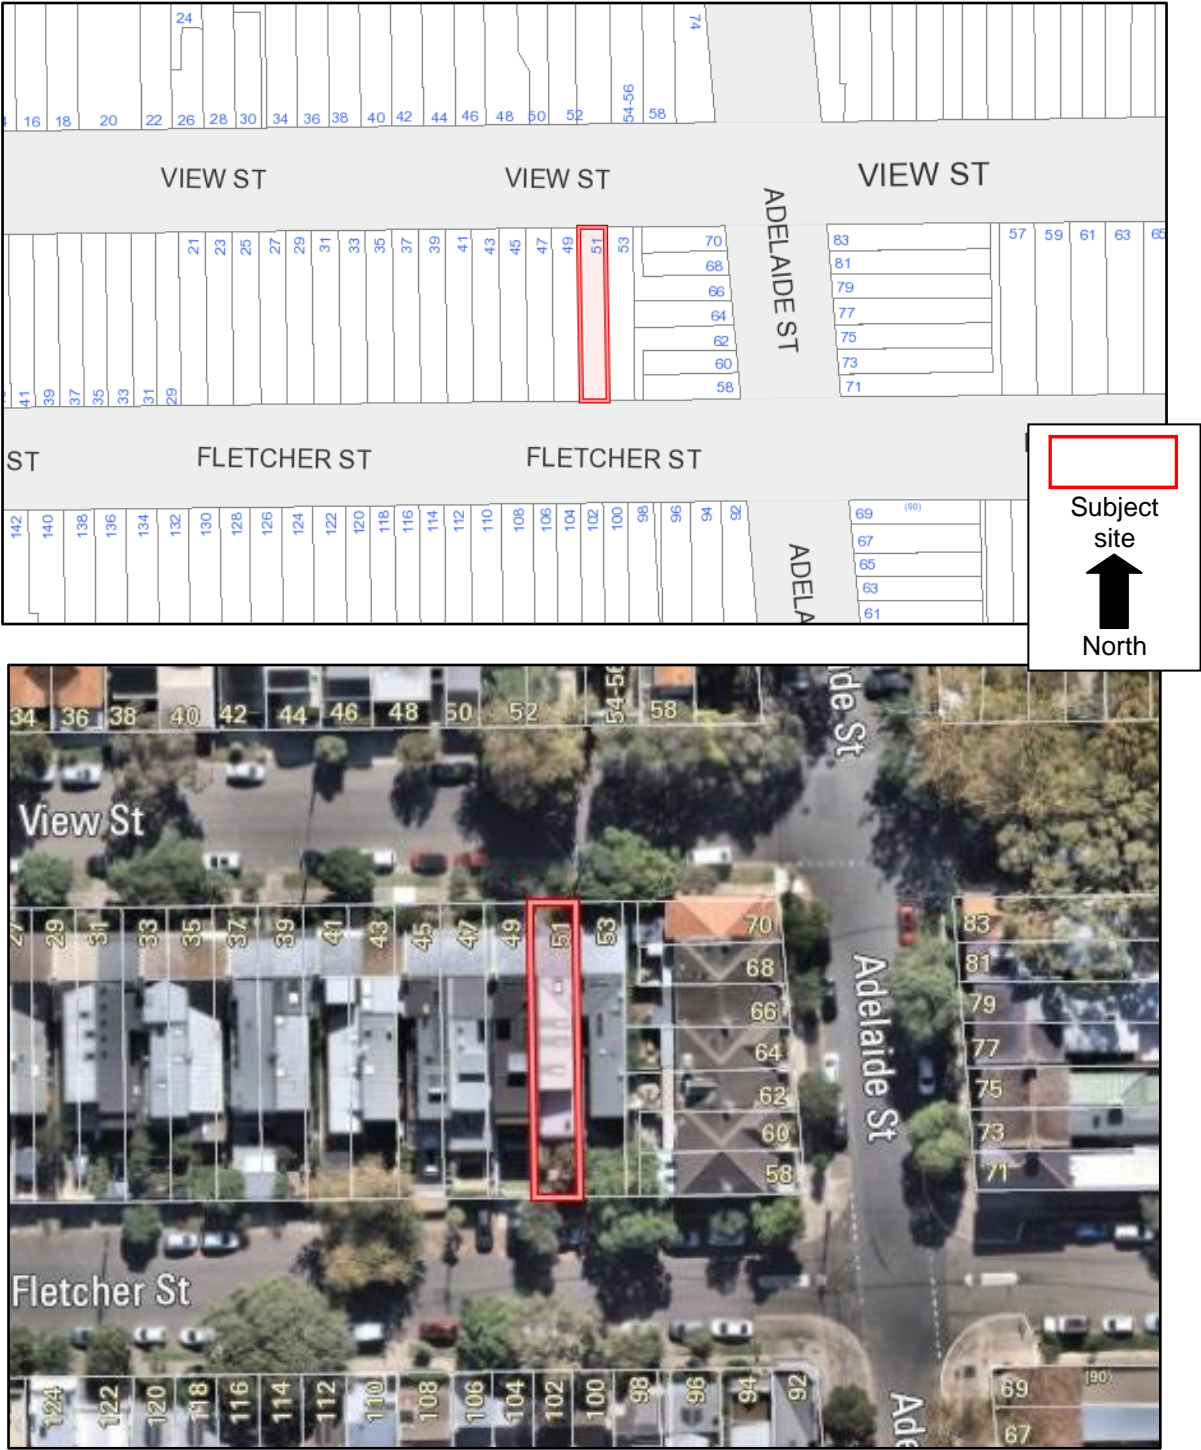 24
74
16 18 20 22 26 28 30 34 36 38 40 42 44 46 48 50 52 54-56 58
VIEW ST VIEW ST VIEW ST
ADELAIDE ST
21 23 25 27 29 31 33 35 37 39 41 43 45 47 49 51 53
70
68
66
64
62
60
58
83
81
79
77
75
73
71
57 59 61 63 65
41 39 37 35 33 31 29
ST FLETCHER ST FLETCHER ST
142 140 138 136 134 132 130 128 126 124 122 120 118 116 114 112 110 108 106 104 102 100 98 96 94 92
ADELA
69 (90)
67
65
63
61
Subject
site
North
34 36 38 40 42 44 46 48 50 52 54-56 58
de St
View St
27 29 31 33 35 37 39 41 43 45 47 49 51 53
70
68
66
64
62
60
58
Adelaide St
83
81
79
77
75
73
71
Fletcher St
124 122 120 118 116 114 112 110 108 106 104 102 100 98 96 94 92
Ade
69 (90)
67